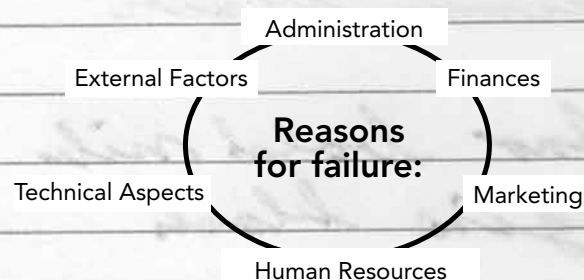 Administration
External Factors
Finances
Reasons
for failure:
Technical Aspects
Marketing
Human Resources